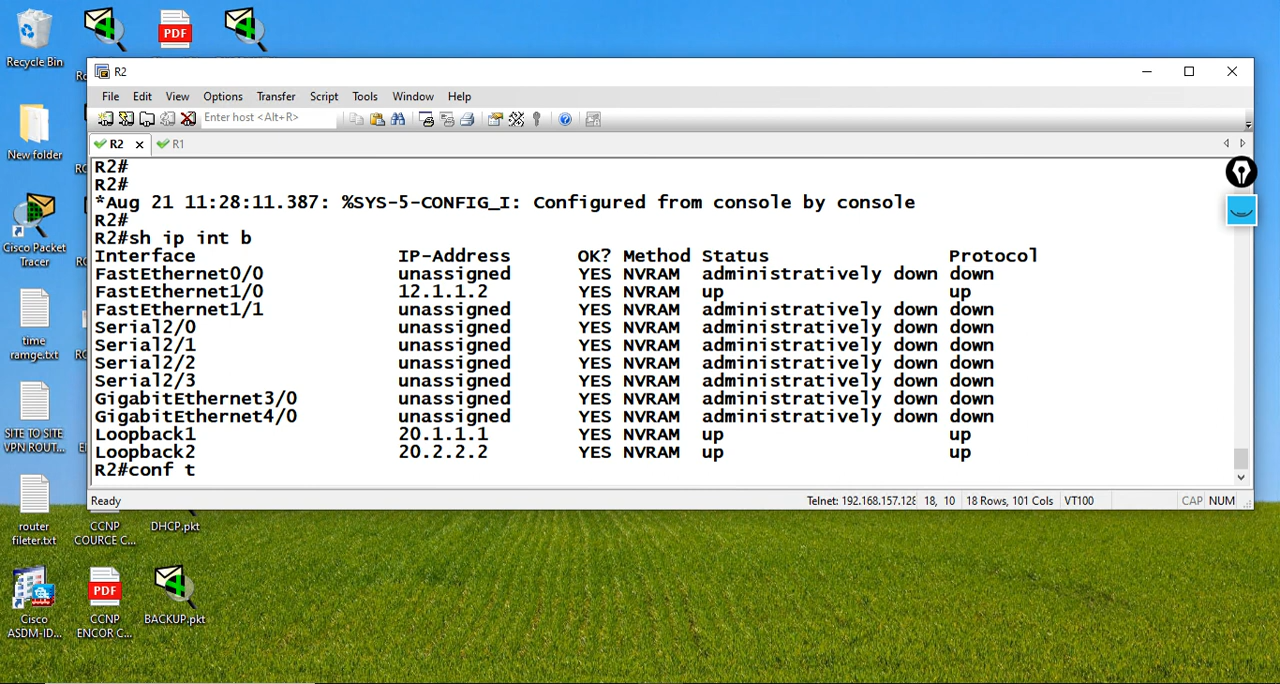 Recycle Bin
PDF
R2
File Edit View Options Transfer Script Tools Window Help
Enter host <Alt+R>
R2 R1
New folder
R2#
R2#
*Aug 21 11:28:11.387: %SYS-5-CONFIG_I: Configured from console by console
R2#
R2#sh ip int b
Interface IP-Address OK? Method Status Protocol
FastEthernet0/0 unassigned YES NVRAM administratively down down
FastEthernet1/0 12.1.1.2 YES NVRAM up up
FastEthernet1/1 unassigned YES NVRAM administratively down down
Serial2/0 unassigned YES NVRAM administratively down down
Serial2/1 unassigned YES NVRAM administratively down down
Serial2/2 unassigned YES NVRAM administratively down down
Serial2/3 unassigned YES NVRAM administratively down down
GigabitEthernet3/0 unassigned YES NVRAM administratively down down
GigabitEthernet4/0 unassigned YES NVRAM administratively down down
Loopback1 20.1.1.1 YES NVRAM up up
Loopback2 20.2.2.2 YES NVRAM up up
R2#conf t
Ready Telnet: 192.168.157.128 18, 10 18 Rows, 101 Cols VT100 CAP NUM
Cisco Packet
Tracer
time
ramge.txt
SITE TO SITE
VPN ROUT...
router
fileter.txt
CCNP
COURCE C...
DHCP.pkt
Cisco
ASDM-ID...
PDF
CCNP
ENCOR C...
BACKUP.pkt